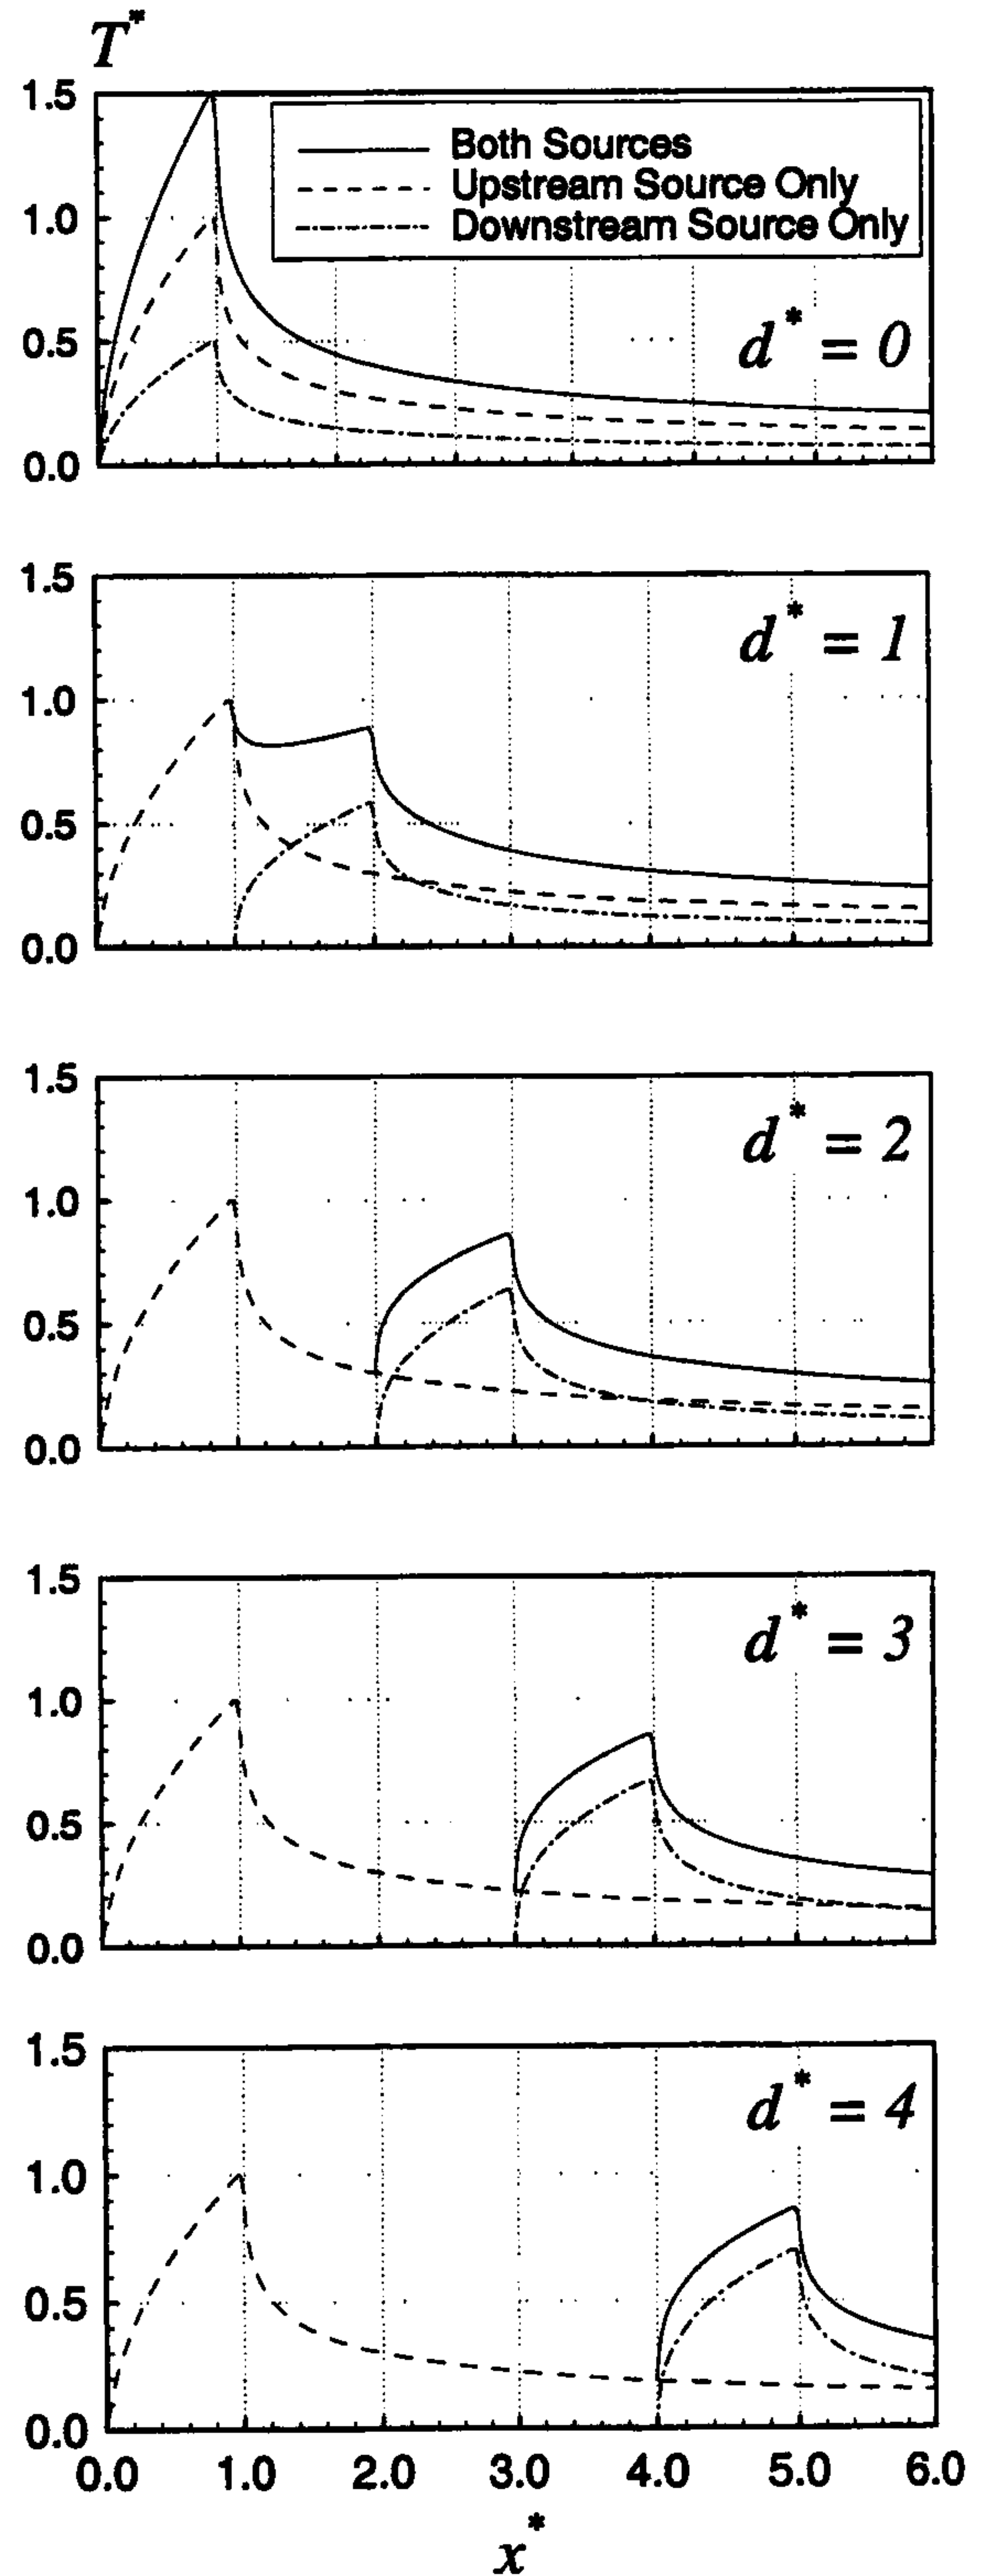 T*
1.5
1.0
0.5
0.0
Both Sources
Upstream Source Only
Downstream Source Only
d* = 0
1.5
1.0
0.5
0.0
d* = 1
1.5
1.0
0.5
0.0
d* = 2
1.5
1.0
0.5
0.0
d* = 3
1.5
1.0
0.5
0.0
d* = 4
0.0 1.0 2.0 3.0 4.0 5.0 6.0
x*